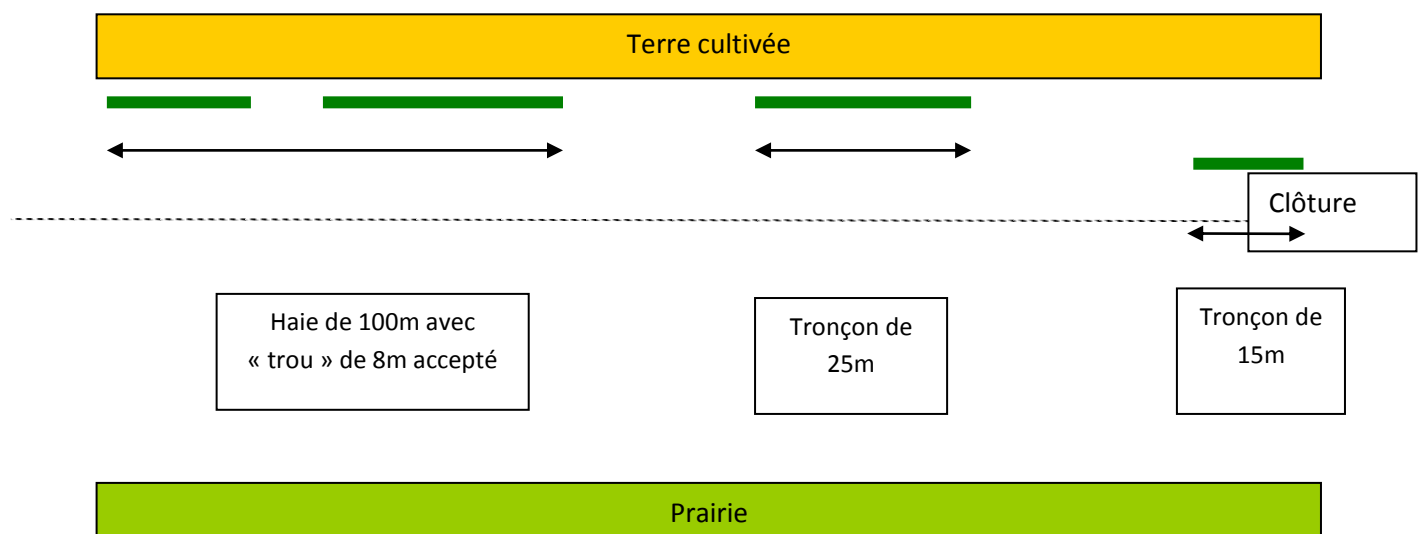 Terre cultivée
Clôture
Haie de 100m avec
« trou » de 8m accepté
Tronçon de
25m
Tronçon de
15m
Prairie